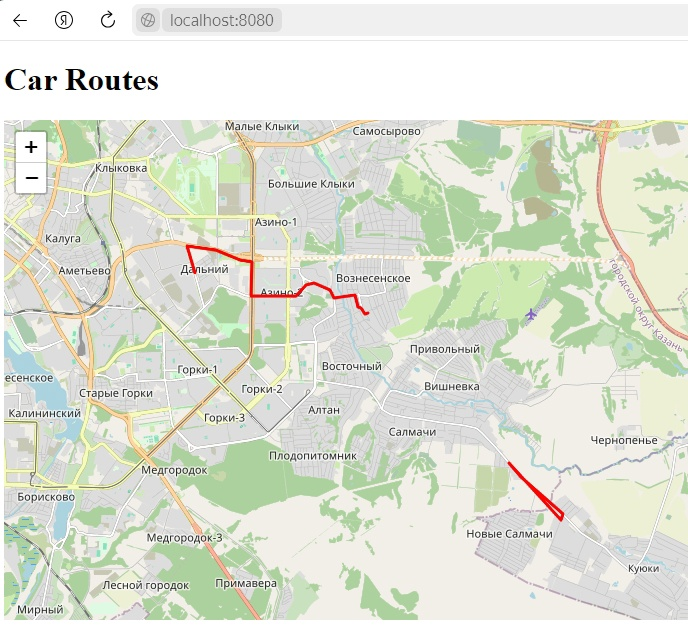 localhost:8080
Car Routes
+
−
Малые Клыки
Самосырово
Клыковка
Большие Клыки
Азино-1
Калуга
Аметьево
Дальний
Вознесенское
Азино-2
городской округ Казань
Привольный
Восточный
есенское
Горки-1
Вишневка
Старые Горки
Горки-2
Калининский
Горки-3
Алтан
Салмачи
Чернопенье
Плодопитомник
Медгородок
Борисково
Медгородок-3
Новые Салмачи
Куюки
Лесной городок
Примавера
Мирный